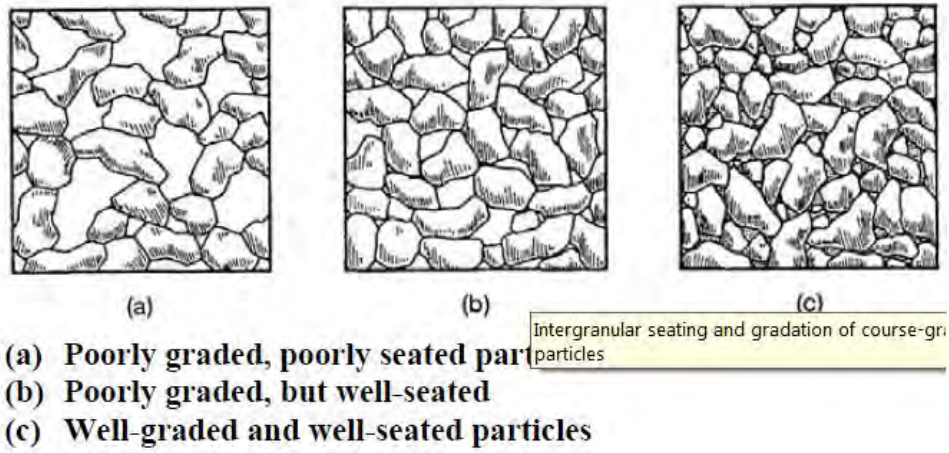 (a) (b) (c)
Intergranular seating and gradation of course-gra
particles
(a) Poorly graded, poorly seated part
(b) Poorly graded, but well-seated
(c) Well-graded and well-seated particles